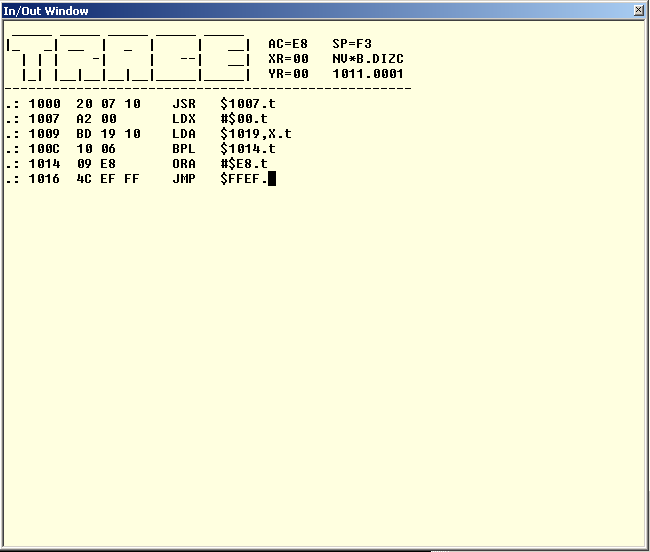 In/Out Window
TRACE
AC=E8 SP=F3
XR=00 NV*B.DIZC
YR=00 1011.0001
.: 1000 20 07 10 JSR $1007.t
.: 1007 A2 00 LDX #$00.t
.: 1009 BD 19 10 LDA $1019,X.t
.: 100C 10 06 BPL $1014.t
.: 1014 09 E8 ORA #$E8.t
.: 1016 4C EF FF JMP $FFEF.